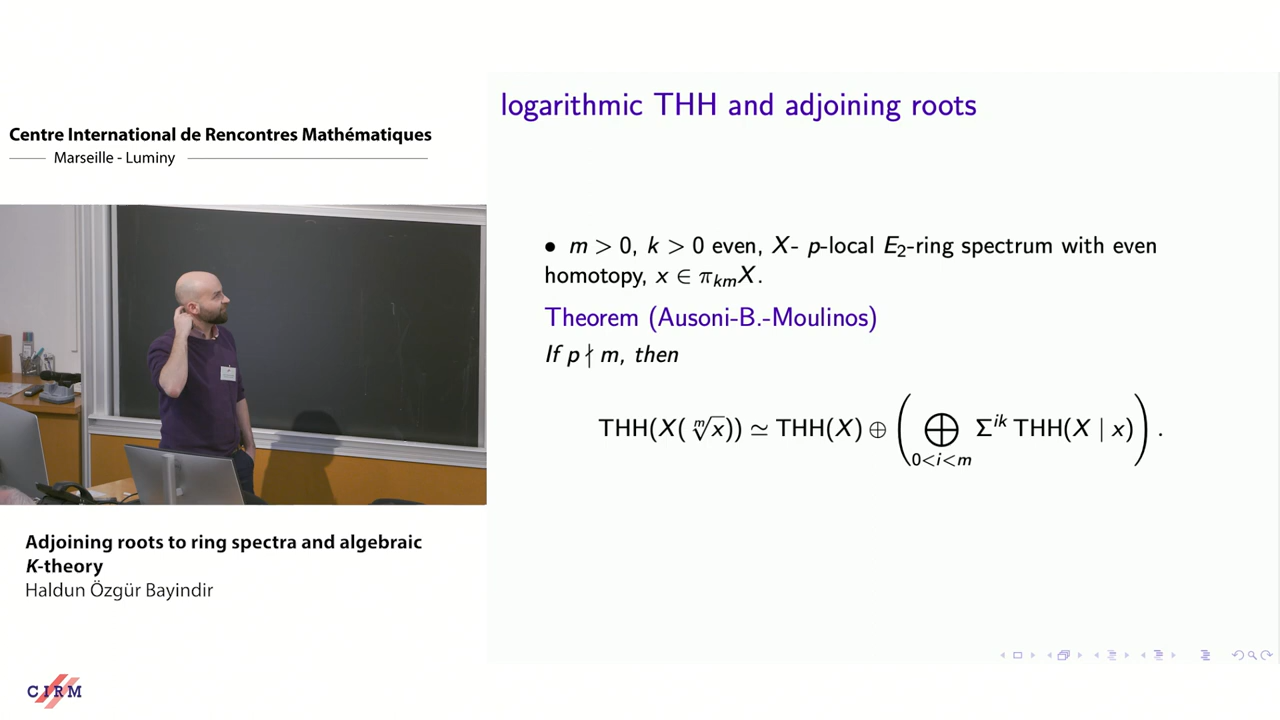 Centre International de Rencontres Mathématiques
Marseille - Luminy
logarithmic THH and adjoining roots
• m > 0, k > 0 even, X- p-local E₂-ring spectrum with even
homotopy, x ∈ π_{km}X.
Theorem (Ausoni-B.-Moulinos)
If p ∤ m, then
THH(X(ᵐ√x)) ≃ THH(X) ⊕ (⊕_{0<i<m} Σ^{ik} THH(X | x)).
Adjoining roots to ring spectra and algebraic
K-theory
Haldun Özgür Bayindir
CIRM